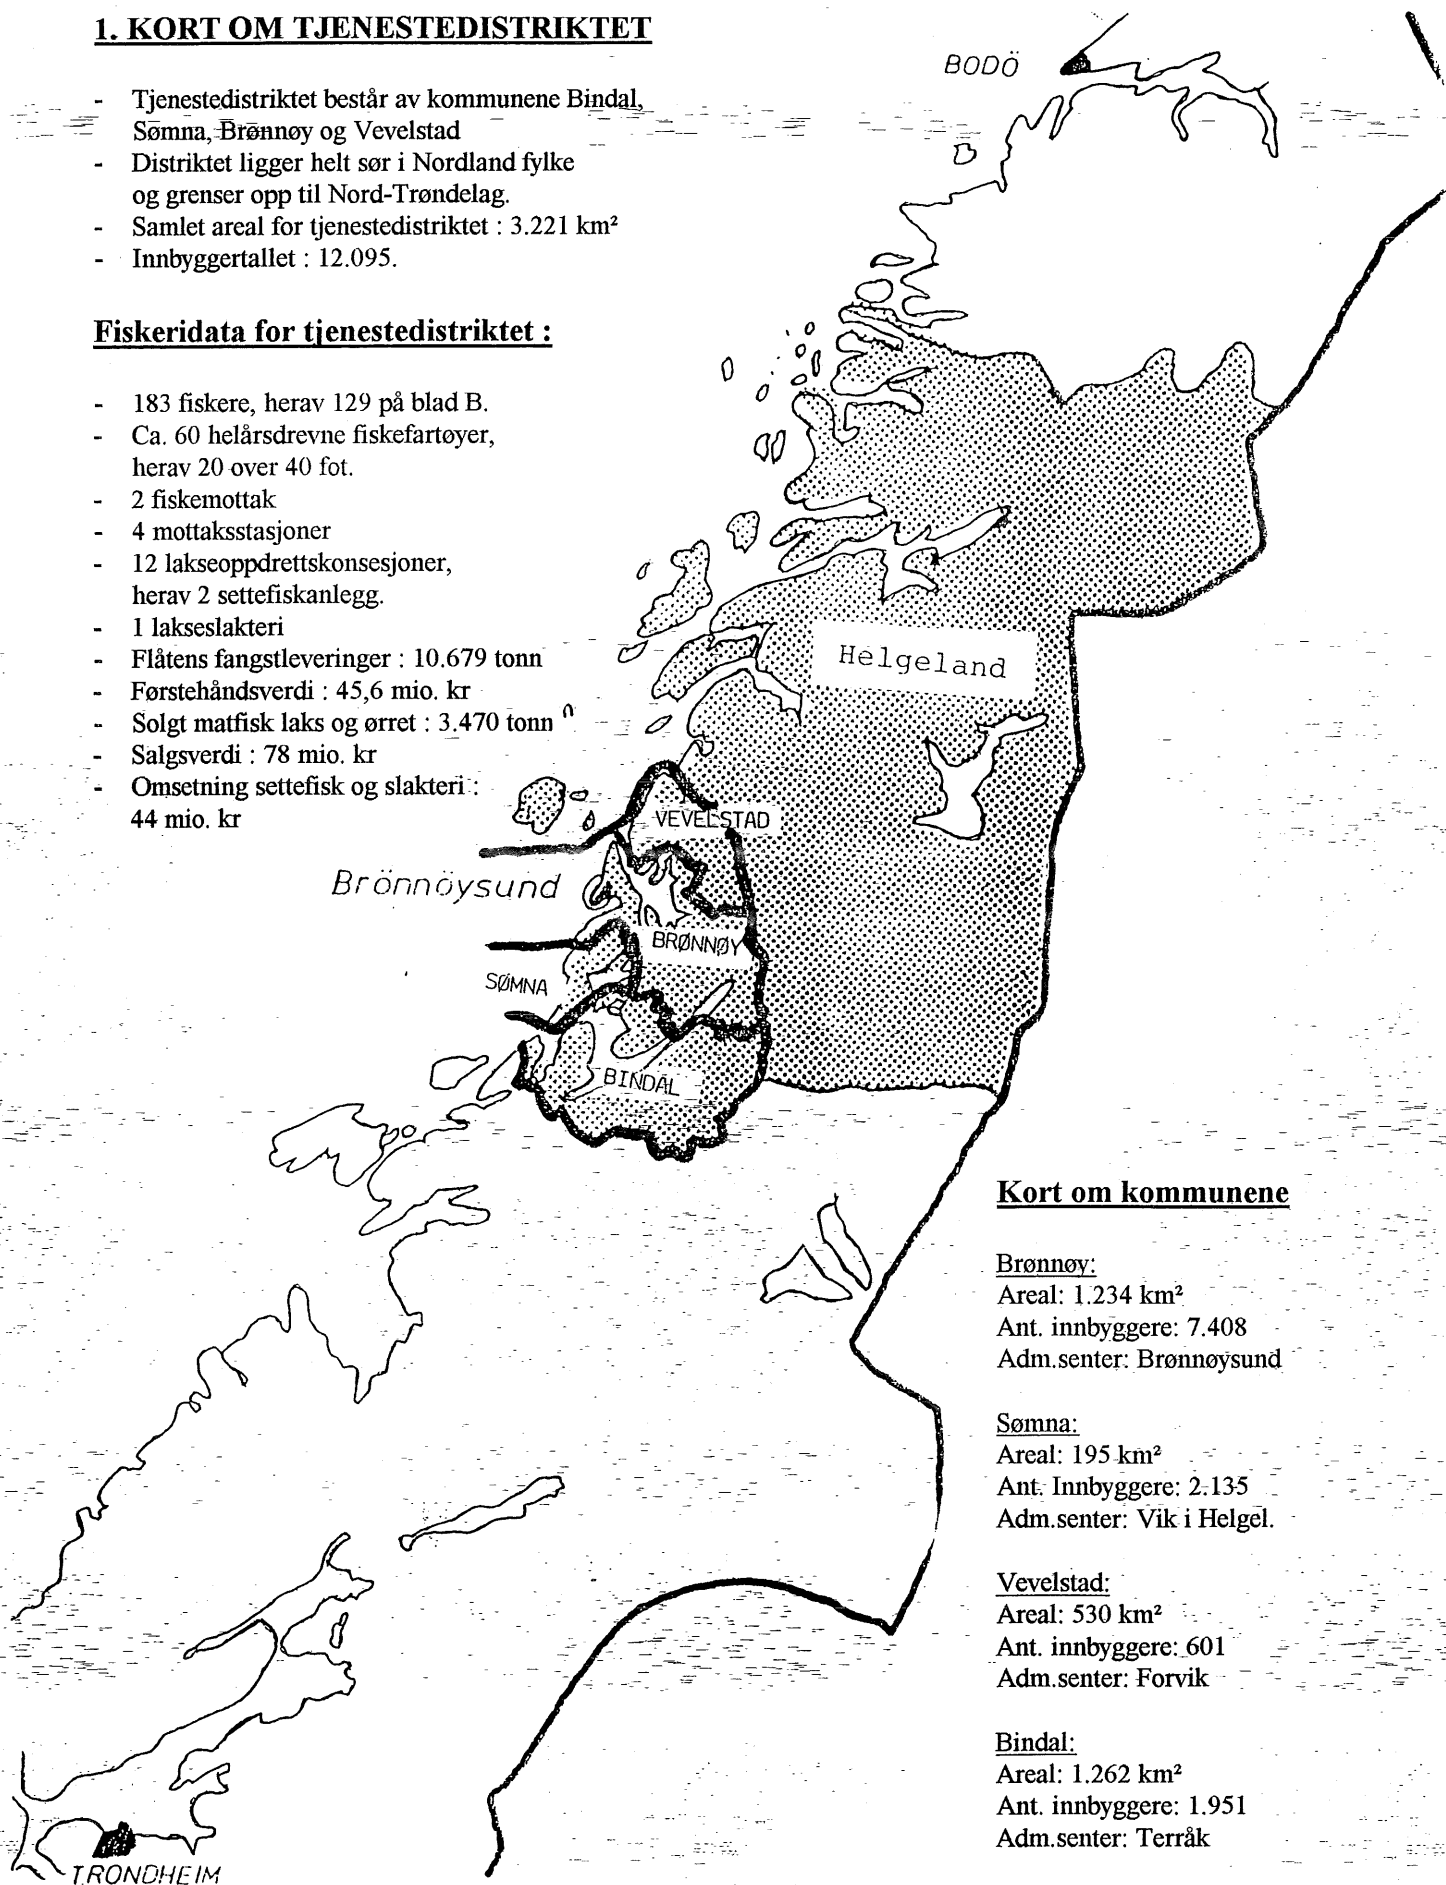 1. KORT OM TJENESTEDISTRIKTET
- Tjenestedistriktet består av kommunene Bindal,
Sømna, Brønnøy og Vevelstad
- Distriktet ligger helt sør i Nordland fylke
og grenser opp til Nord-Trøndelag.
- Samlet areal for tjenestedistriktet : 3.221 km²
- Innbyggertallet : 12.095.
Fiskeridata for tjenestedistriktet :
- 183 fiskere, herav 129 på blad B.
- Ca. 60 helårsdrevne fiskefartøyer,
herav 20 over 40 fot.
- 2 fiskemottak
- 4 mottaksstasjoner
- 12 lakseoppdrettskonsesjoner,
herav 2 settefiskanlegg.
- 1 lakseslakteri
- Flåtens fangstleveringer : 10.679 tonn
- Førstehåndsverdi : 45,6 mio. kr
- Solgt matfisk laks og ørret : 3.470 tonn
- Salgsverdi : 78 mio. kr
- Omsetning settefisk og slakteri :
44 mio. kr
BODÖ
Helgeland
VEVELSTAD
Brönnöysund
BRØNNØY
SØMNA
BINDAL
TRONDHEIM
Kort om kommunene
Brønnøy:
Areal: 1.234 km²
Ant. innbyggere: 7.408
Adm.senter: Brønnøysund
Sømna:
Areal: 195 km²
Ant. Innbyggere: 2.135
Adm.senter: Vik i Helgel.
Vevelstad:
Areal: 530 km²
Ant. innbyggere: 601
Adm.senter: Forvik
Bindal:
Areal: 1.262 km²
Ant. innbyggere: 1.951
Adm.senter: Terråk